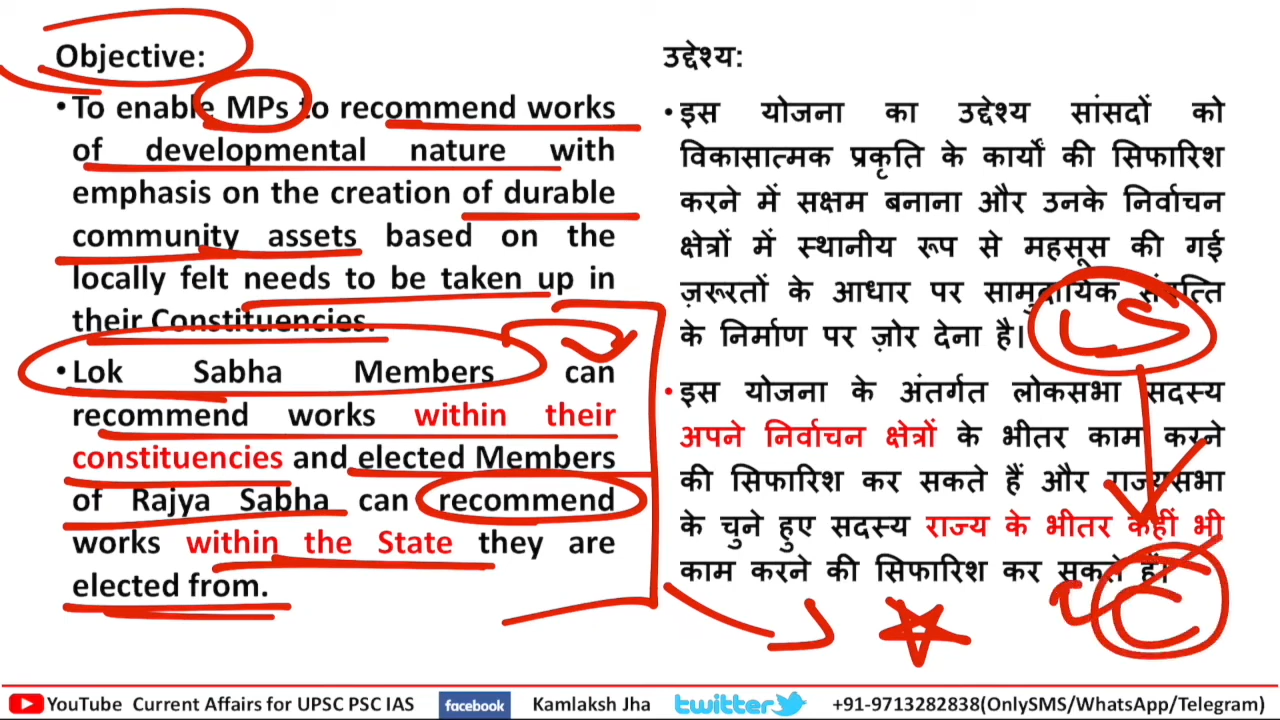 Objective:
• To enable MPs to recommend works
of developmental nature with
emphasis on the creation of durable
community assets based on the
locally felt needs to be taken up in
their Constituencies.
• Lok Sabha Members can
recommend works within their
constituencies and elected Members
of Rajya Sabha can recommend
works within the State they are
elected from.
उद्देश्य:
• इस योजना का उद्देश्य सांसदों को
विकासात्मक प्रकृति के कार्यों की सिफारिश
करने में सक्षम बनाना और उनके निर्वाचन
क्षेत्रों में स्थानीय रूप से महसूस की गई
ज़रूरतों के आधार पर सामुदायिक संपत्ति
के निर्माण पर ज़ोर देना है।
LS
• इस योजना के अंतर्गत लोकसभा सदस्य
अपने निर्वाचन क्षेत्रों के भीतर काम करने
की सिफारिश कर सकते हैं और राज्यसभा
के चुने हुए सदस्य राज्य के भीतर कहीं भी
काम करने की सिफारिश कर सकते हैं।
C
YouTube Current Affairs for UPSC PSC IAS facebook Kamlaksh Jha twitter +91-9713282838(OnlySMS/WhatsApp/Telegram)